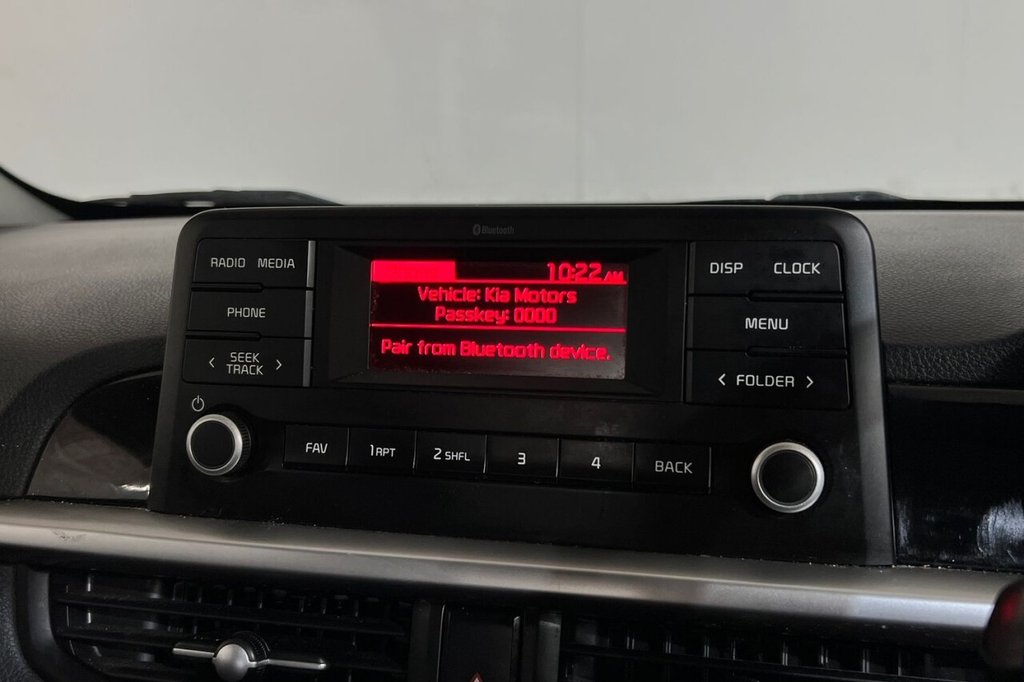 Bluetooth
RADIO MEDIA
PHONE
< SEEK TRACK >
10:22 AM
Vehicle: Kia Motors
Passkey: 0000
Pair from Bluetooth device.
DISP CLOCK
MENU
< FOLDER >
FAV 1 RPT 2 SHFL 3 4 BACK